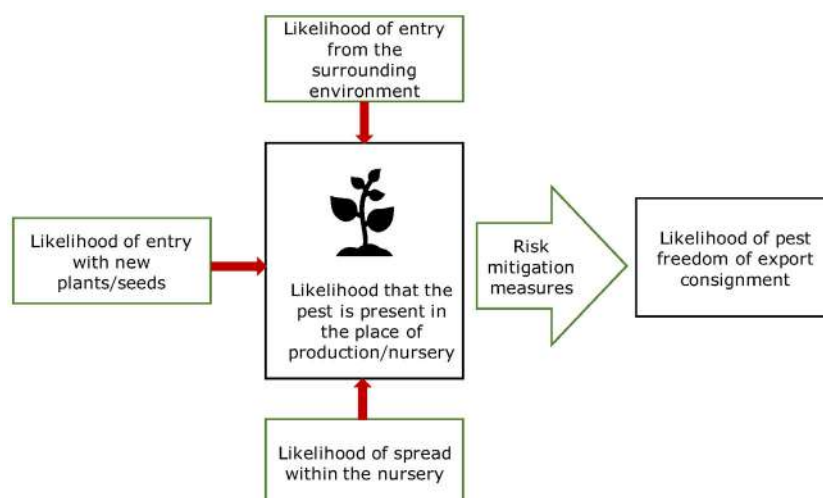 Likelihood of entry
from the
surrounding
environment
Likelihood of entry
with new
plants/seeds
Likelihood that the
pest is present in
the place of
production/nursery
Risk
mitigation
measures
Likelihood of pest
freedom of export
consignment
Likelihood of spread
within the nursery